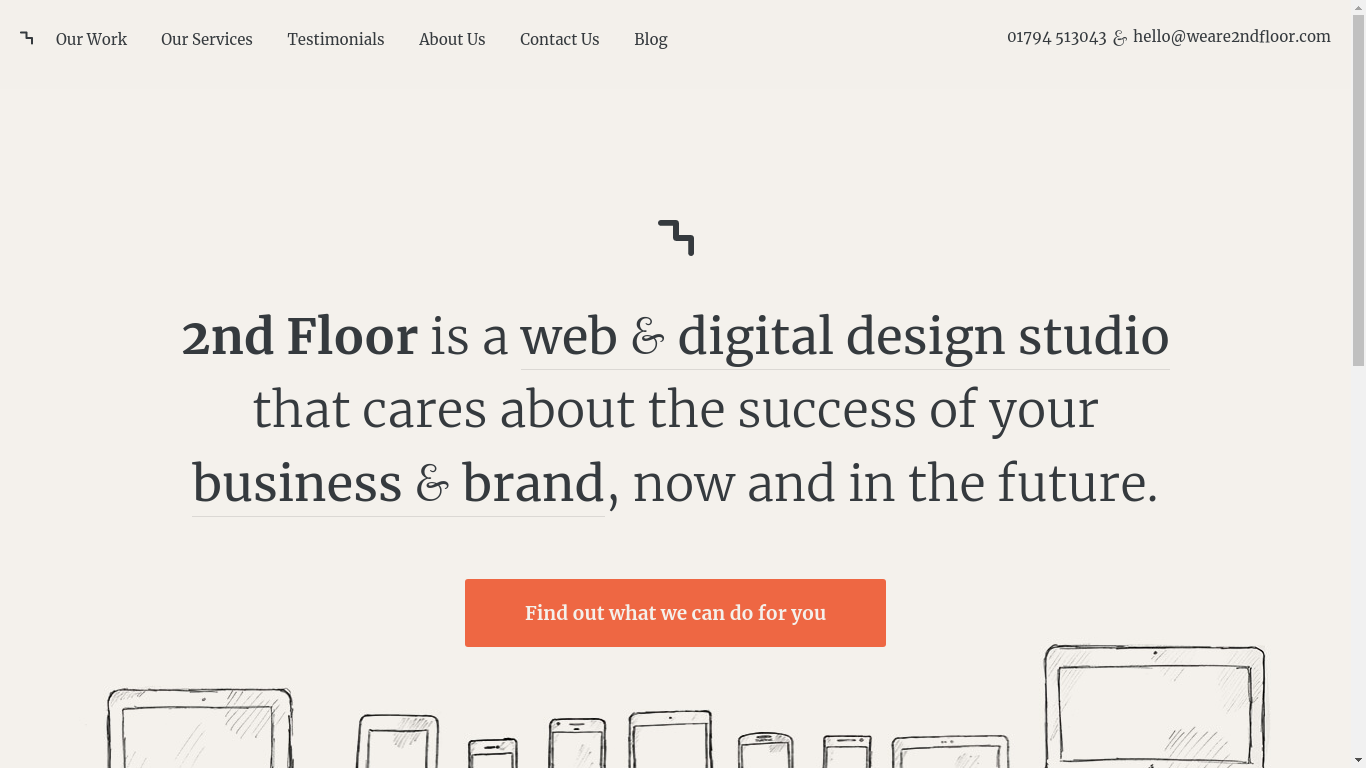 Our Work
Our Services
Testimonials
About Us
Contact Us
Blog
01794 513043 & hello@weare2ndfloor.com
2nd Floor is a web & digital design studio
that cares about the success of your
business & brand, now and in the future.
Find out what we can do for you